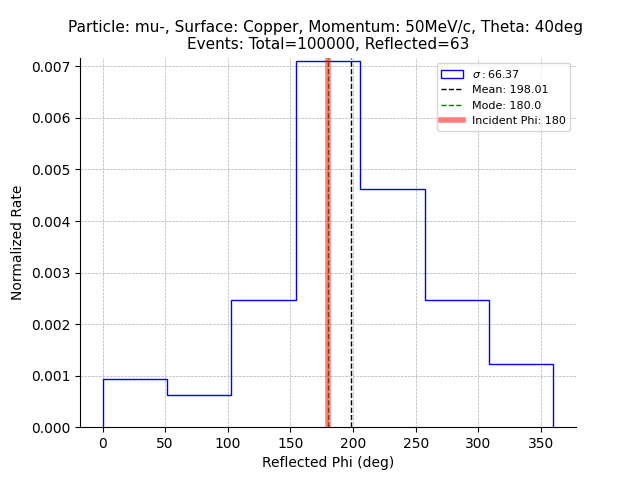 Particle: mu-, Surface: Copper, Momentum: 50MeV/c, Theta: 40deg
Events: Total=100000, Reflected=63
σ: 66.37
Mean: 198.01
Mode: 180.0
Incident Phi: 180
Normalized Rate
0.007
0.006
0.005
0.004
0.003
0.002
0.001
0.000
0 50 100 150 200 250 300 350
Reflected Phi (deg)